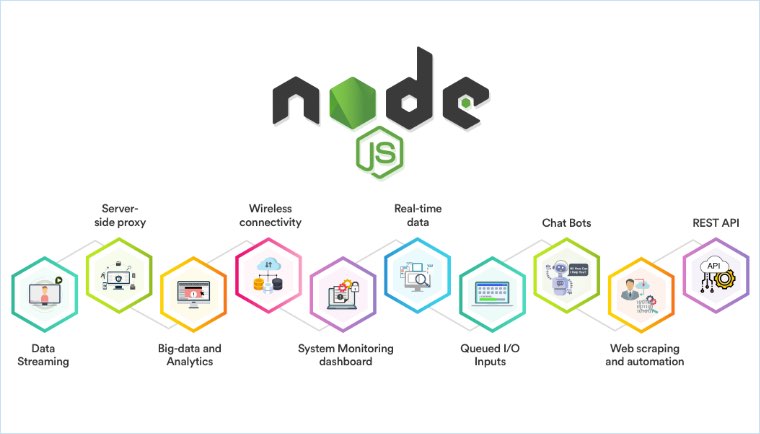 node
JS
Server-
side proxy
Wireless
connectivity
Real-time
data
Chat Bots
REST API
API
Data
Streaming
Big-data and
Analytics
System Monitoring
dashboard
Queued I/O
Inputs
Web scraping
and automation